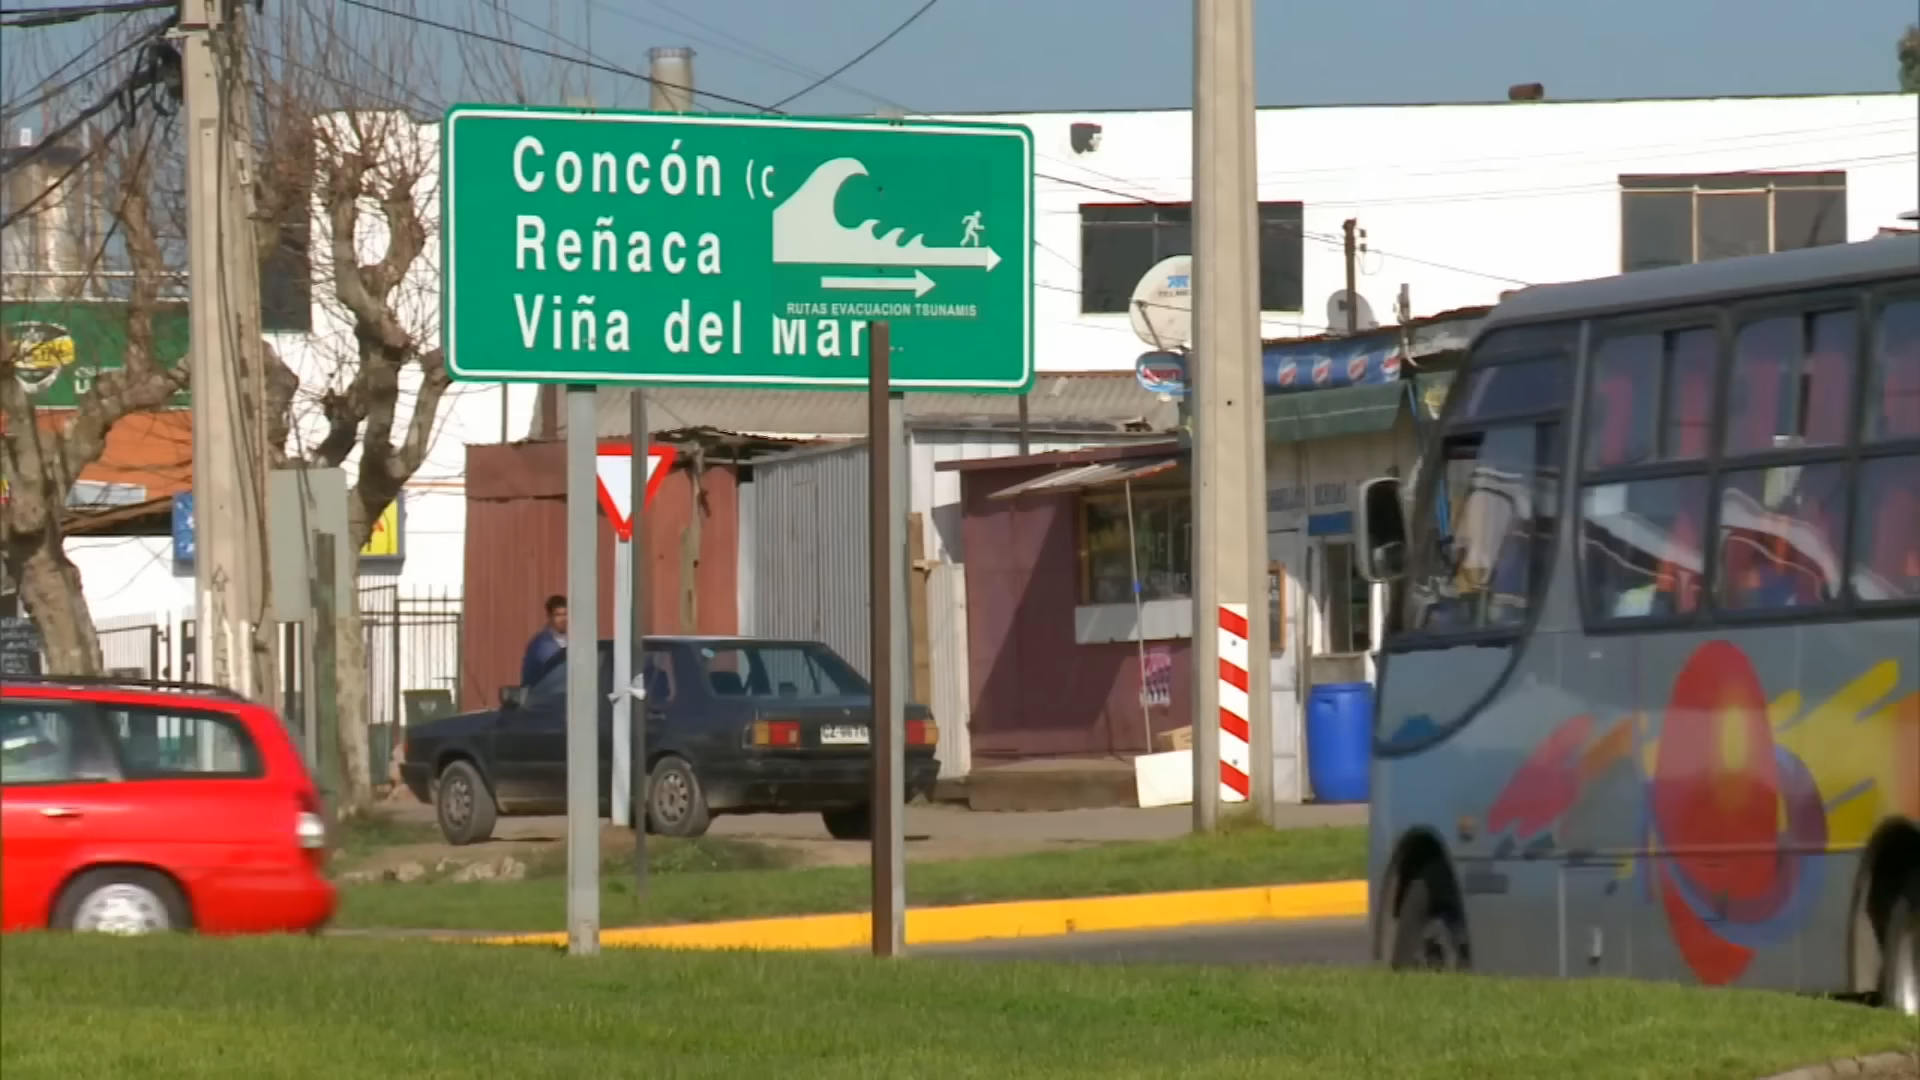 Concón (C
Reñaca
Viña del Mar
RUTAS EVACUACION TSUNAMIS